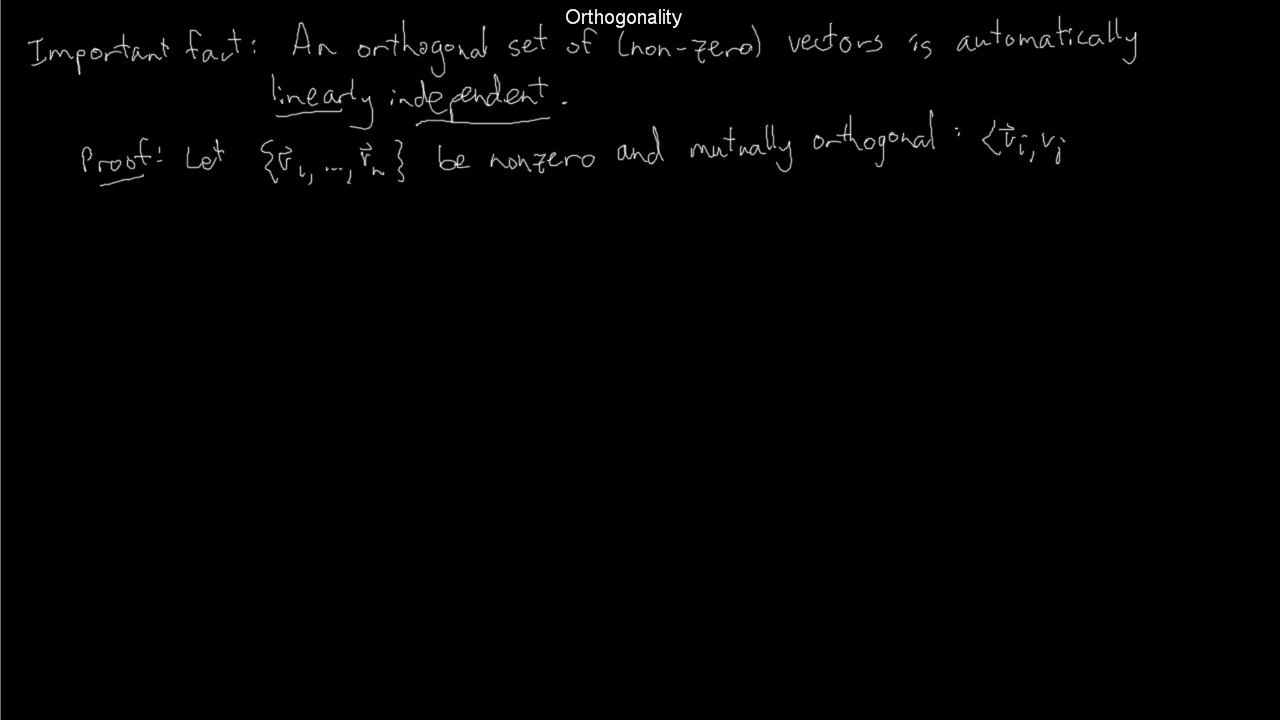 Orthogonality
Important fact: An orthogonal set of (non-zero) vectors is automatically
linearly independent.
Proof: Let {v⃗₁, ..., v⃗ₙ} be nonzero and mutually orthogonal: ⟨v⃗ᵢ, vⱼ